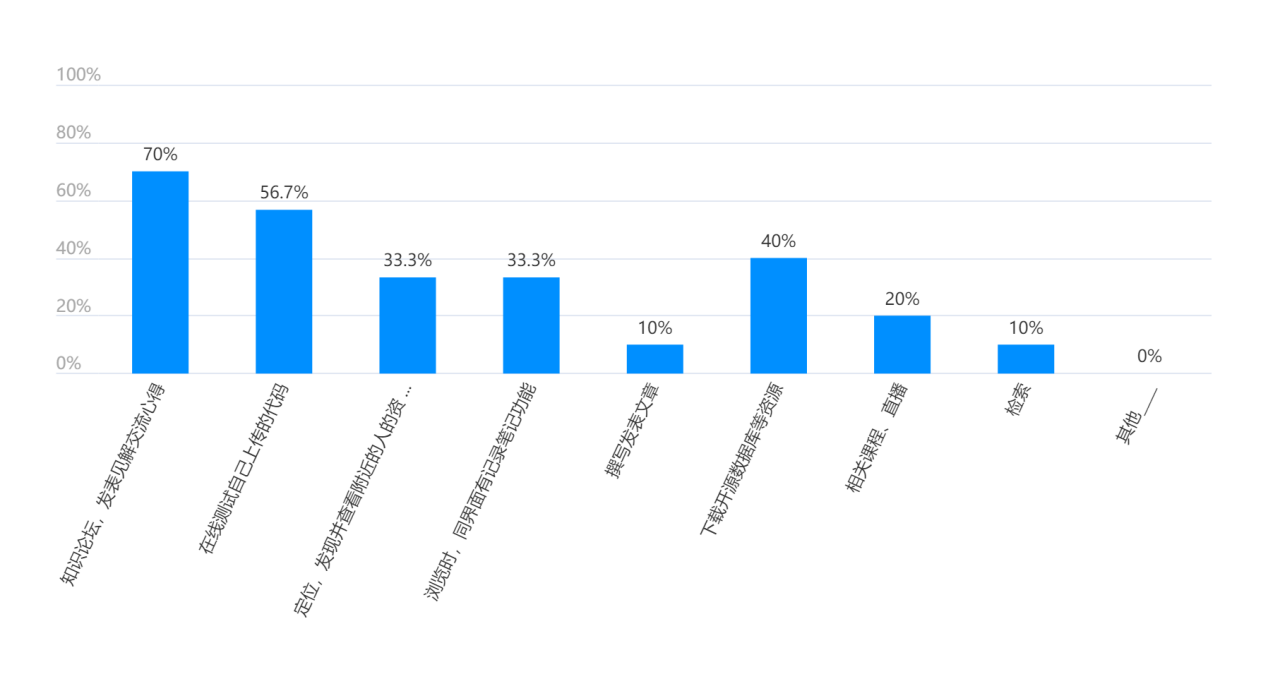 100%
80%
60%
40%
20%
0%
70%
56.7%
33.3%
33.3%
10%
40%
20%
10%
0%
知识论坛，发表见解交流心得
在线测试自己上传的代码
定位，发现并查看附近的人的资 ...
浏览时，同界面有记录笔记功能
撰写发表文章
下载开源数据库等资源
相关课程、直播
检索
其他 ___